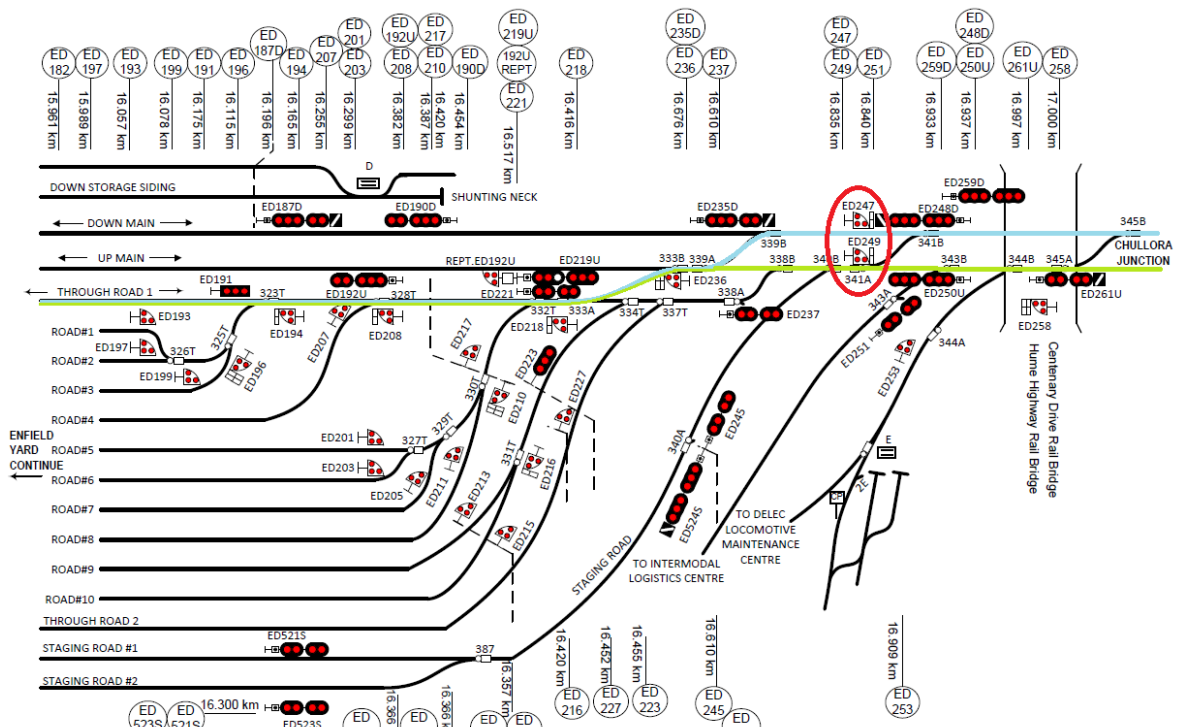 ED 182
ED 197
ED 193
ED 199
ED 191
ED 196
ED 187D
ED 194
ED 207
ED 201
ED 203
ED 192U
ED 208
ED 217
ED 210
ED 190D
ED 219U
192U REPT
ED 221
ED 218
ED 235D
ED 236
ED 237
ED 247
ED 249
ED 251
ED 259D
ED 248D
ED 250U
ED 261U
ED 258
15.961 km
15.989 km
16.057 km
16.078 km
16.175 km
16.115 km
16.196 km
16.165 km
16.255 km
16.299 km
16.382 km
16.387 km
16.420 km
16.454 km
16.517 km
16.416 km
16.676 km
16.610 km
16.835 km
16.840 km
16.933 km
16.937 km
16.997 km
17.000 km
D
DOWN STORAGE SIDING
SHUNTING NECK
ED187D
ED190D
ED235D
ED247
ED248D
ED259D
DOWN MAIN
339B
341B
345B
CHULLORA
JUNCTION
ED249
UP MAIN
REPT.ED192U
ED219U
333B
339A
338B
341A
343B
344B
345A
THROUGH ROAD 1
ED191
323T
ED192U
328T
ED221
332T
333A
ED236
334T
337T
338A
343A
ED250U
ED261U
ROAD#1
ED193
ED194
ED207
ED208
ED217
ED218
ED237
ED251
344A
ED258
ED197
325T
ED223
ED253
ROAD#2
326T
ED196
ED199
ROAD#3
330T
ED210
ED227
ROAD#4
329T
ENFIELD
YARD
CONTINUE
ED201
327T
ROAD#5
331T
ED216
ED245
340A
E
ED203
ROAD#6
ED205
ED211
ED213
2E
CP
ROAD#7
ED215
ED524S
TO DELEC
LOCOMOTIVE
MAINTENANCE
CENTRE
ROAD#8
ROAD#9
TO INTERMODAL
LOGISTICS CENTRE
STAGING ROAD
ROAD#10
THROUGH ROAD 2
Centenary Drive Rail Bridge
Hume Highway Rail Bridge
ED521S
STAGING ROAD #1
387
STAGING ROAD #2
16.300 km
ED523S
16.366
16.366 km
16.357 km
16.420 km
16.452 km
16.455 km
16.610 km
16.909 km
ED 523S
ED 521S
ED
ED
ED
ED
ED 216
ED 227
ED 223
ED 245
ED
ED 253